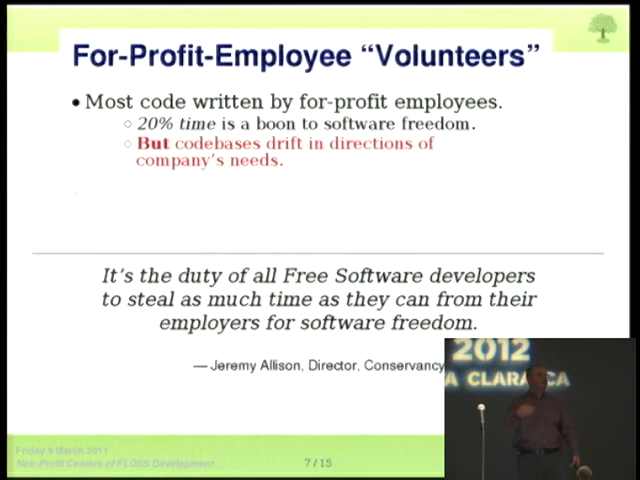 For-Profit-Employee “Volunteers”
• Most code written by for-profit employees.
○ 20% time is a boon to software freedom.
○ But codebases drift in directions of
company’s needs.
It’s the duty of all Free Software developers
to steal as much time as they can from their
employers for software freedom.
— Jeremy Allison, Director, Conservancy
2012
A CLARA, CA
Friday 9 March 2011
Non-Profit Centers of FLOSS Development
7 / 15